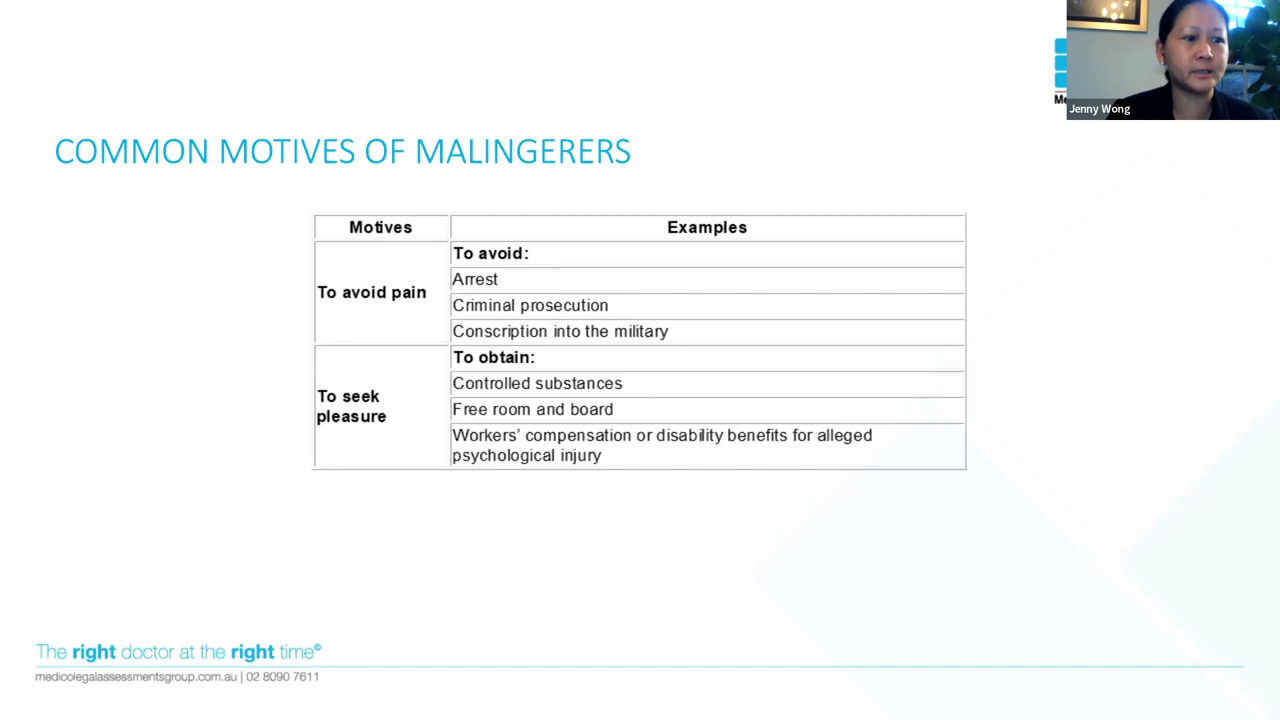 Jenny Wong
COMMON MOTIVES OF MALINGERERS
Motives
Examples
To avoid pain
To avoid:
Arrest
Criminal prosecution
Conscription into the military
To seek
pleasure
To obtain:
Controlled substances
Free room and board
Workers' compensation or disability benefits for alleged
psychological injury
The right doctor at the right time©
medicolegalassessmentsgroup.com.au | 02 8090 7611